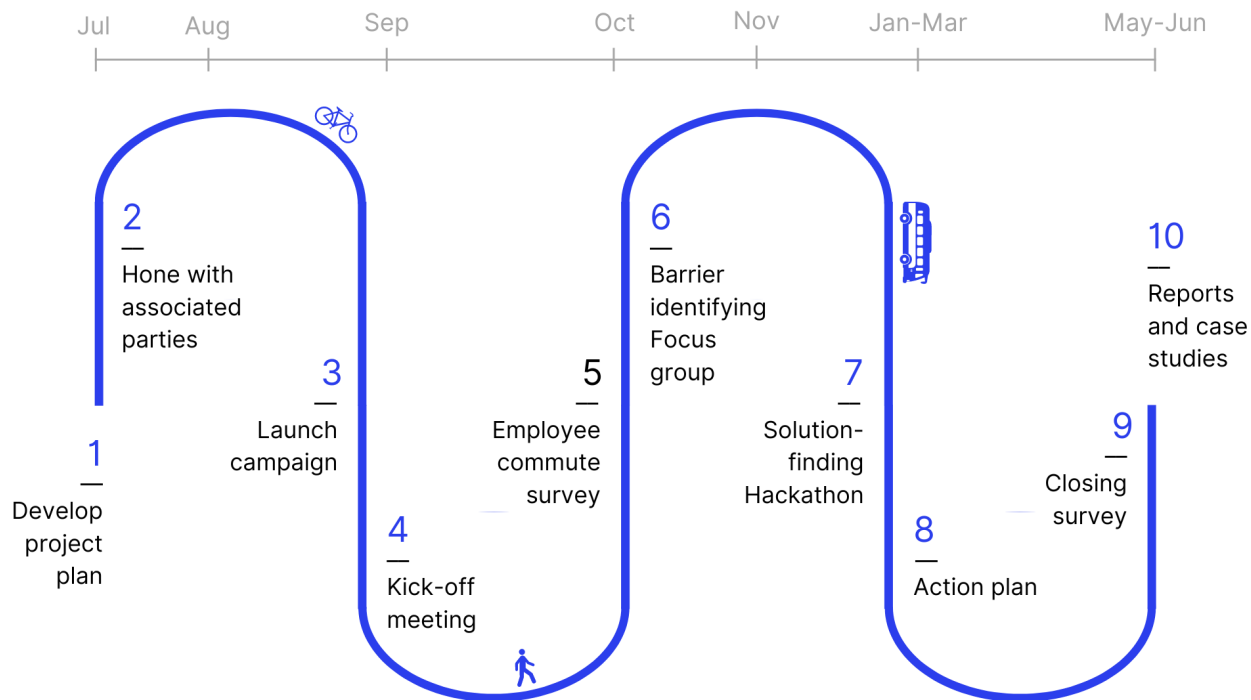 Jul Aug Sep Oct Nov Jan-Mar May-Jun
1
Develop
project
plan
2
Hone with
associated
parties
3
Launch
campaign
4
Kick-off
meeting
5
Employee
commute
survey
6
Barrier
identifying
Focus
group
7
Solution-
finding
Hackathon
8
Action plan
9
Closing
survey
10
Reports
and case
studies